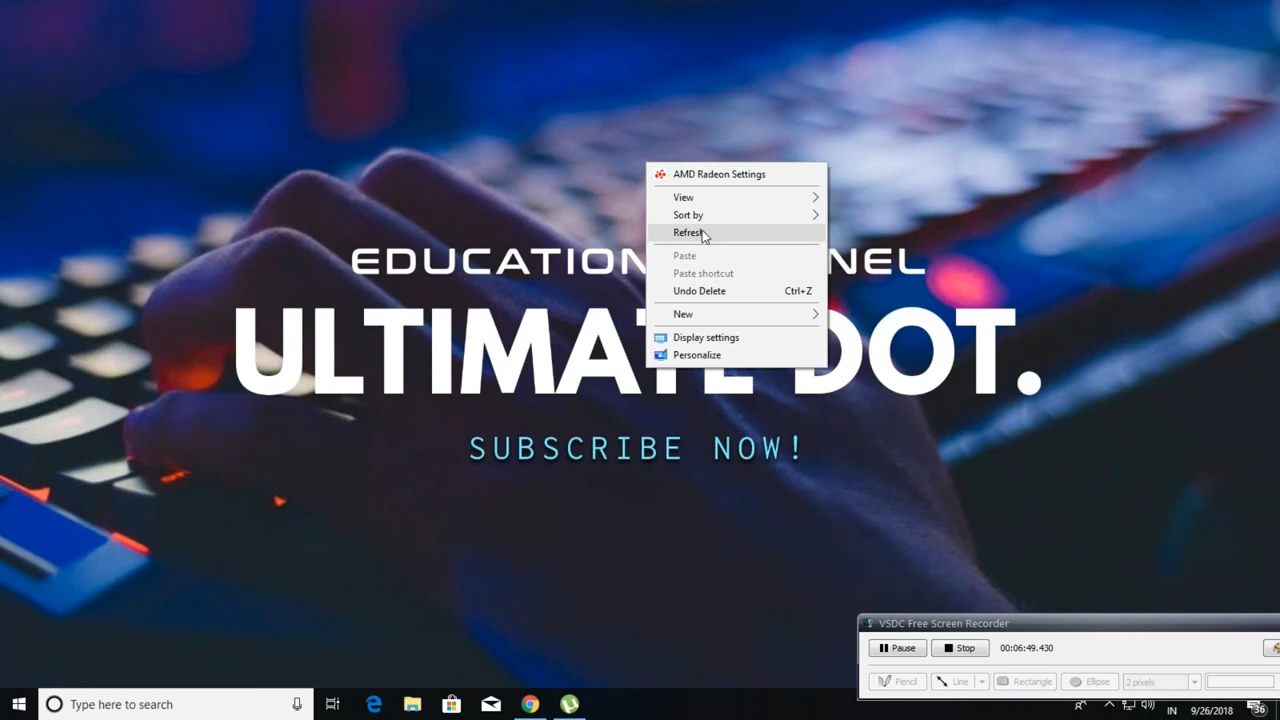 AMD Radeon Settings
View
Sort by
Refresh
Paste
Paste shortcut
Undo Delete Ctrl+Z
New
Display settings
Personalize
EDUCATION NEL
ULTIMATE DOT.
SUBSCRIBE NOW!
VSDC Free Screen Recorder
Pause Stop 00:06:49.430
Pencil Line Rectangle Ellipse 2 pixels
Type here to search
IN 9/26/2018 36